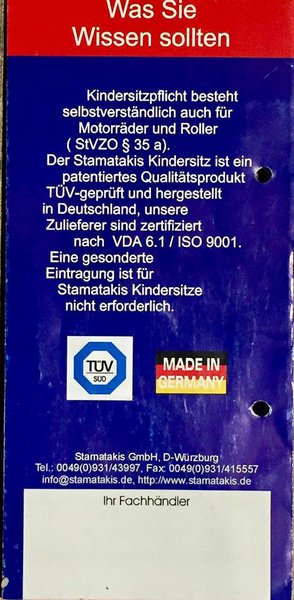 Was Sie
Wissen sollten
Kindersitzpflicht besteht
selbstverständlich auch für
Motorräder und Roller
( StVZO § 35 a).
Der Stamatakis Kindersitz ist ein
patentiertes Qualitätsprodukt
TÜV-geprüft und hergestellt
in Deutschland, unsere
Zulieferer sind zertifiziert
nach VDA 6.1 / ISO 9001.
Eine gesonderte
Eintragung ist für
Stamatakis Kindersitze
nicht erforderlich.
TÜV
SÜD
MADE IN
GERMANY
Stamatakis GmbH, D-Würzburg
Tel.: 0049(0)931/43997, Fax: 0049(0)931/415557
info@stamatakis.de, http://www.stamatakis.de
Ihr Fachhändler